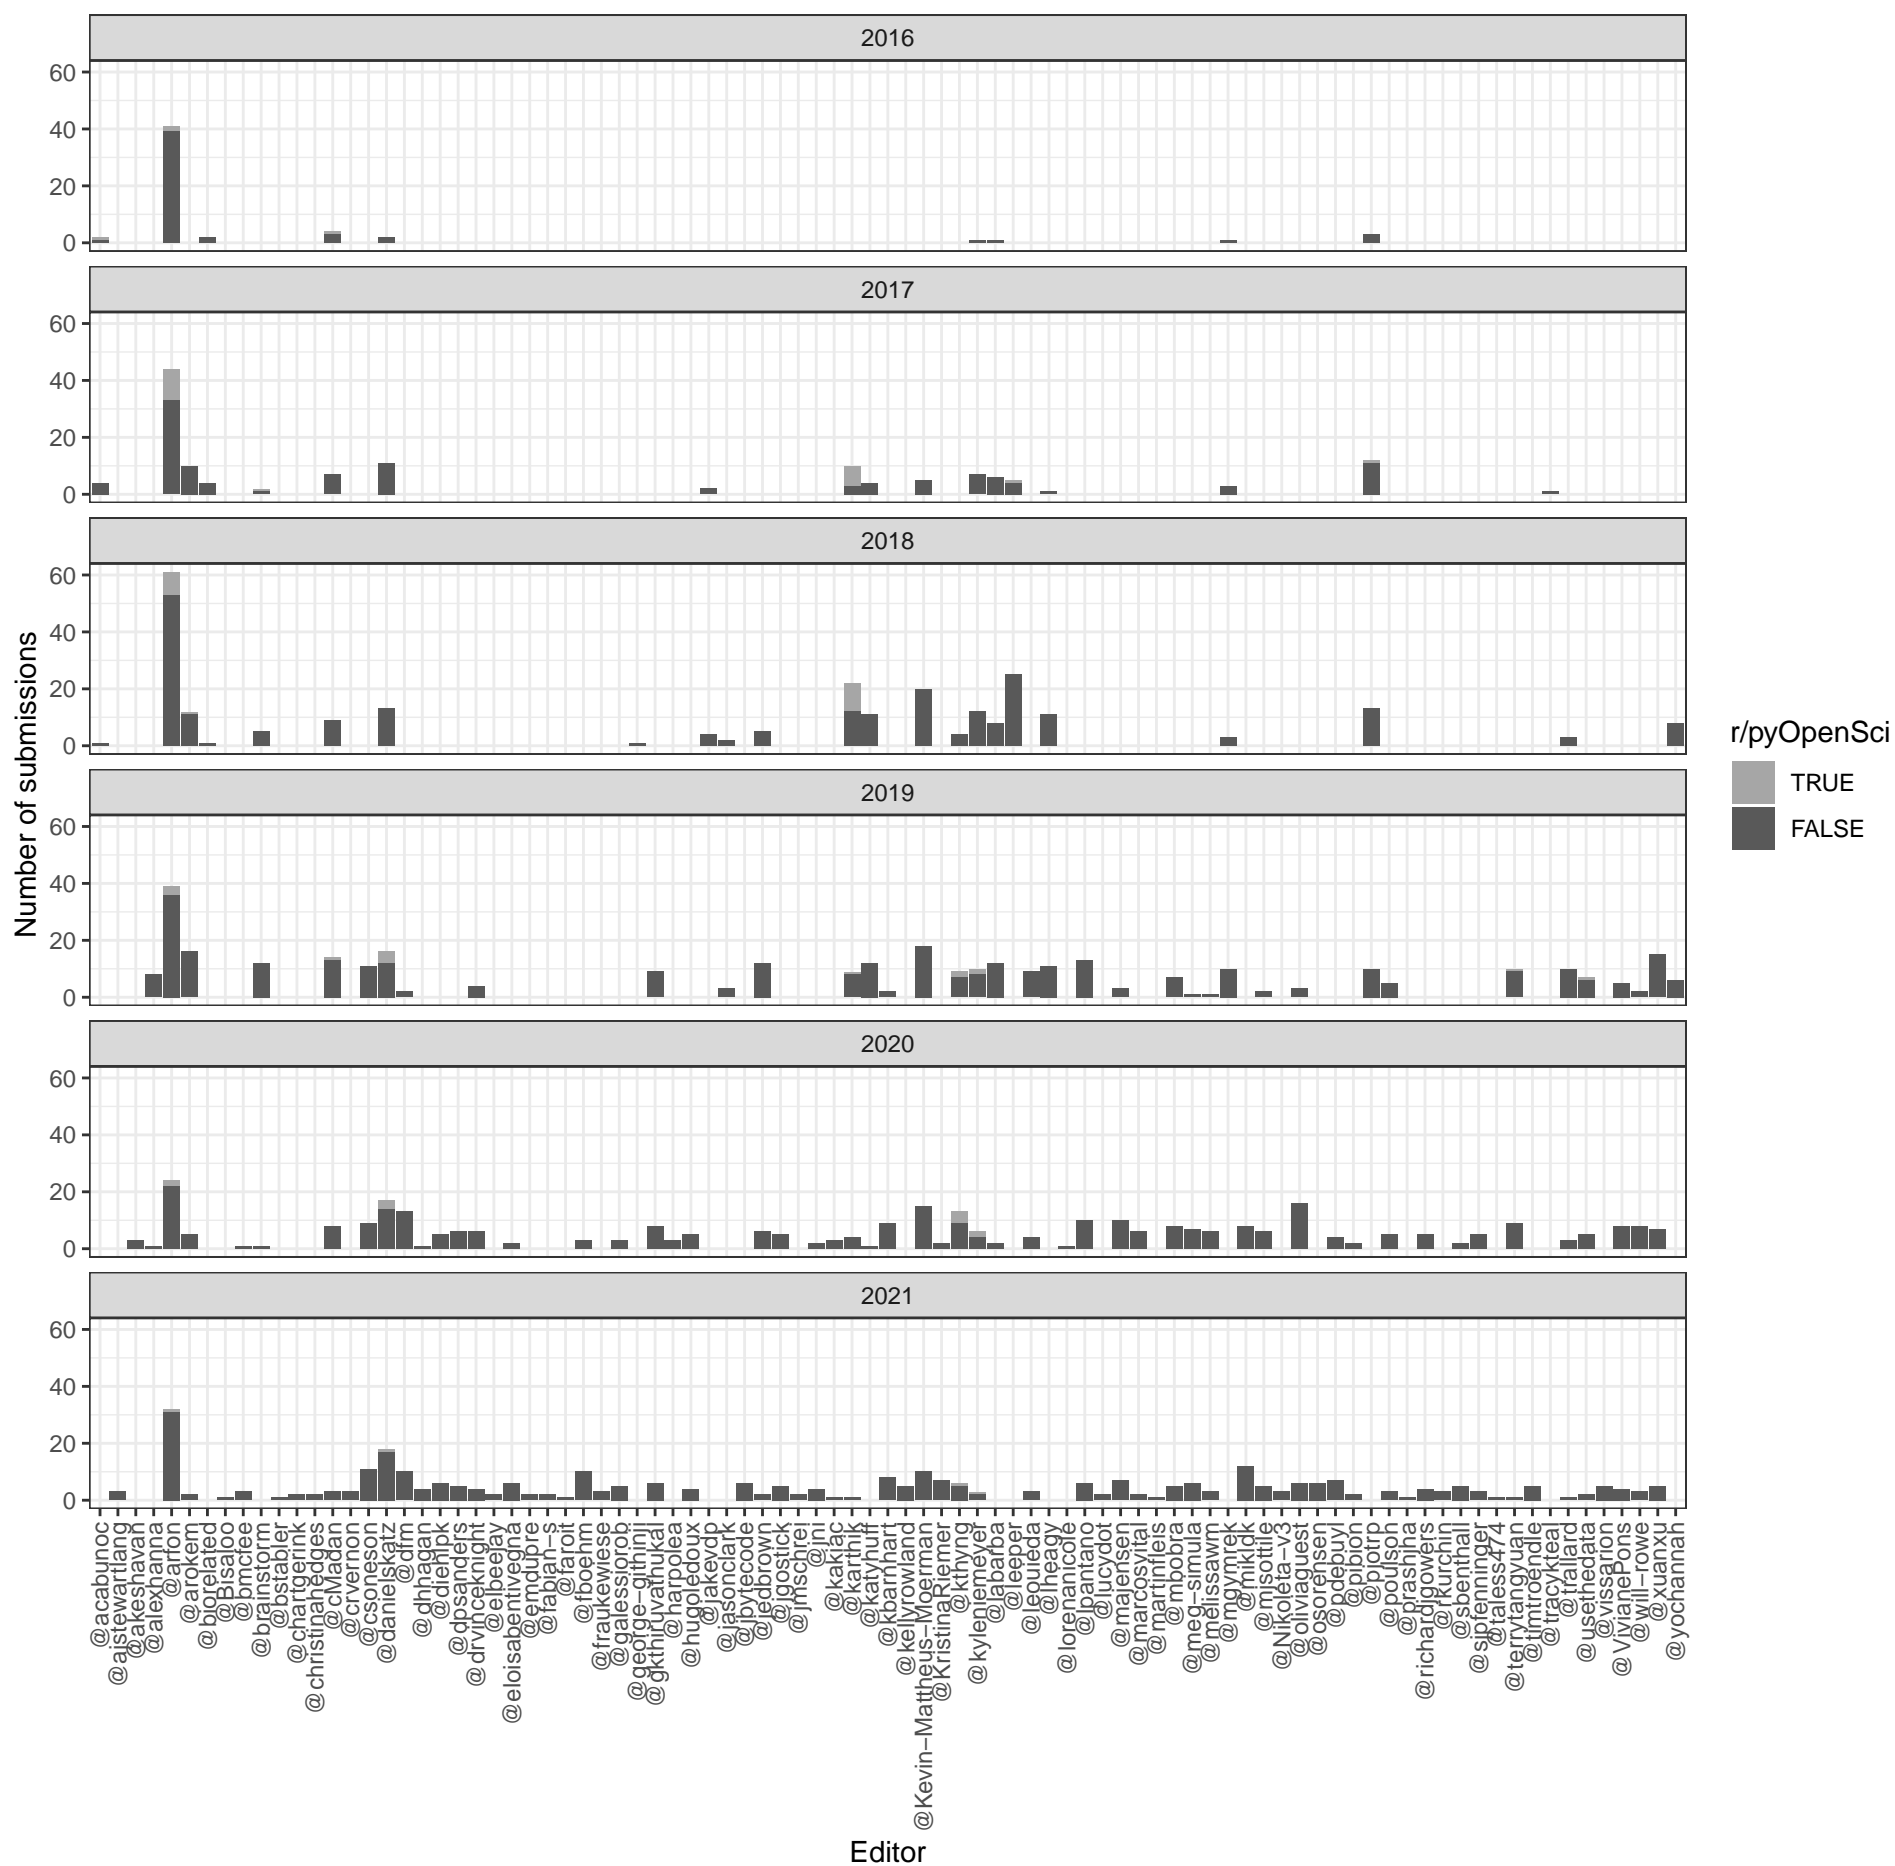 2016
60
40
20
0
2017
60
40
20
0
2018
60
40
20
0
2019
60
40
20
0
2020
60
40
20
0
2021
60
40
20
0
Number of submissions
@acabunoc
@ajstewartlang
@akeshavan
@alexhanna
@arfon
@arokem
@biorelated
@Bisaloo
@bmcfee
@brainstorm
@bstabler
@chartgerink
@christinahedges
@cMadan
@crvernon
@csoneson
@danielskatz
@dfm
@dhhagan
@diehlpk
@dpsanders
@drvinceknight
@elbeejay
@eloisabentivegna
@emdupre
@fabian-s
@faroit
@fboehm
@fraukewiese
@galessiorob
@george-githinji
@gkthiruvathukal
@harpolea
@hugoledoux
@jakevdp
@jasonclark
@jbytecode
@jedbrown
@jgostick
@jmschrei
@jni
@kakiac
@karthik
@katyhuff
@kbarnhart
@kellyrowland
@Kevin-Mattheus-Moerman
@KristinaRiemer
@kthyng
@kyleniemeyer
@labarba
@leeper
@leouieda
@lheagy
@lorenanicole
@lpantano
@lucydot
@majensen
@marcosvital
@martinfleis
@mbobra
@meg-simula
@melissawm
@mgymrek
@mikldk
@mjsottile
@Nikoleta-v3
@oliviaguest
@osorensen
@pdebuyl
@pibion
@pjotrp
@poulson
@prashjha
@richardjgowers
@rkurchin
@sbenthall
@sjpfenninger
@taless474
@terrytangyuan
@timtroendle
@tracykteal
@trallard
@usethedata
@vissarion
@VivianePons
@will-rowe
@xuanxu
@yochannah
Editor
r/pyOpenSci
TRUE
FALSE